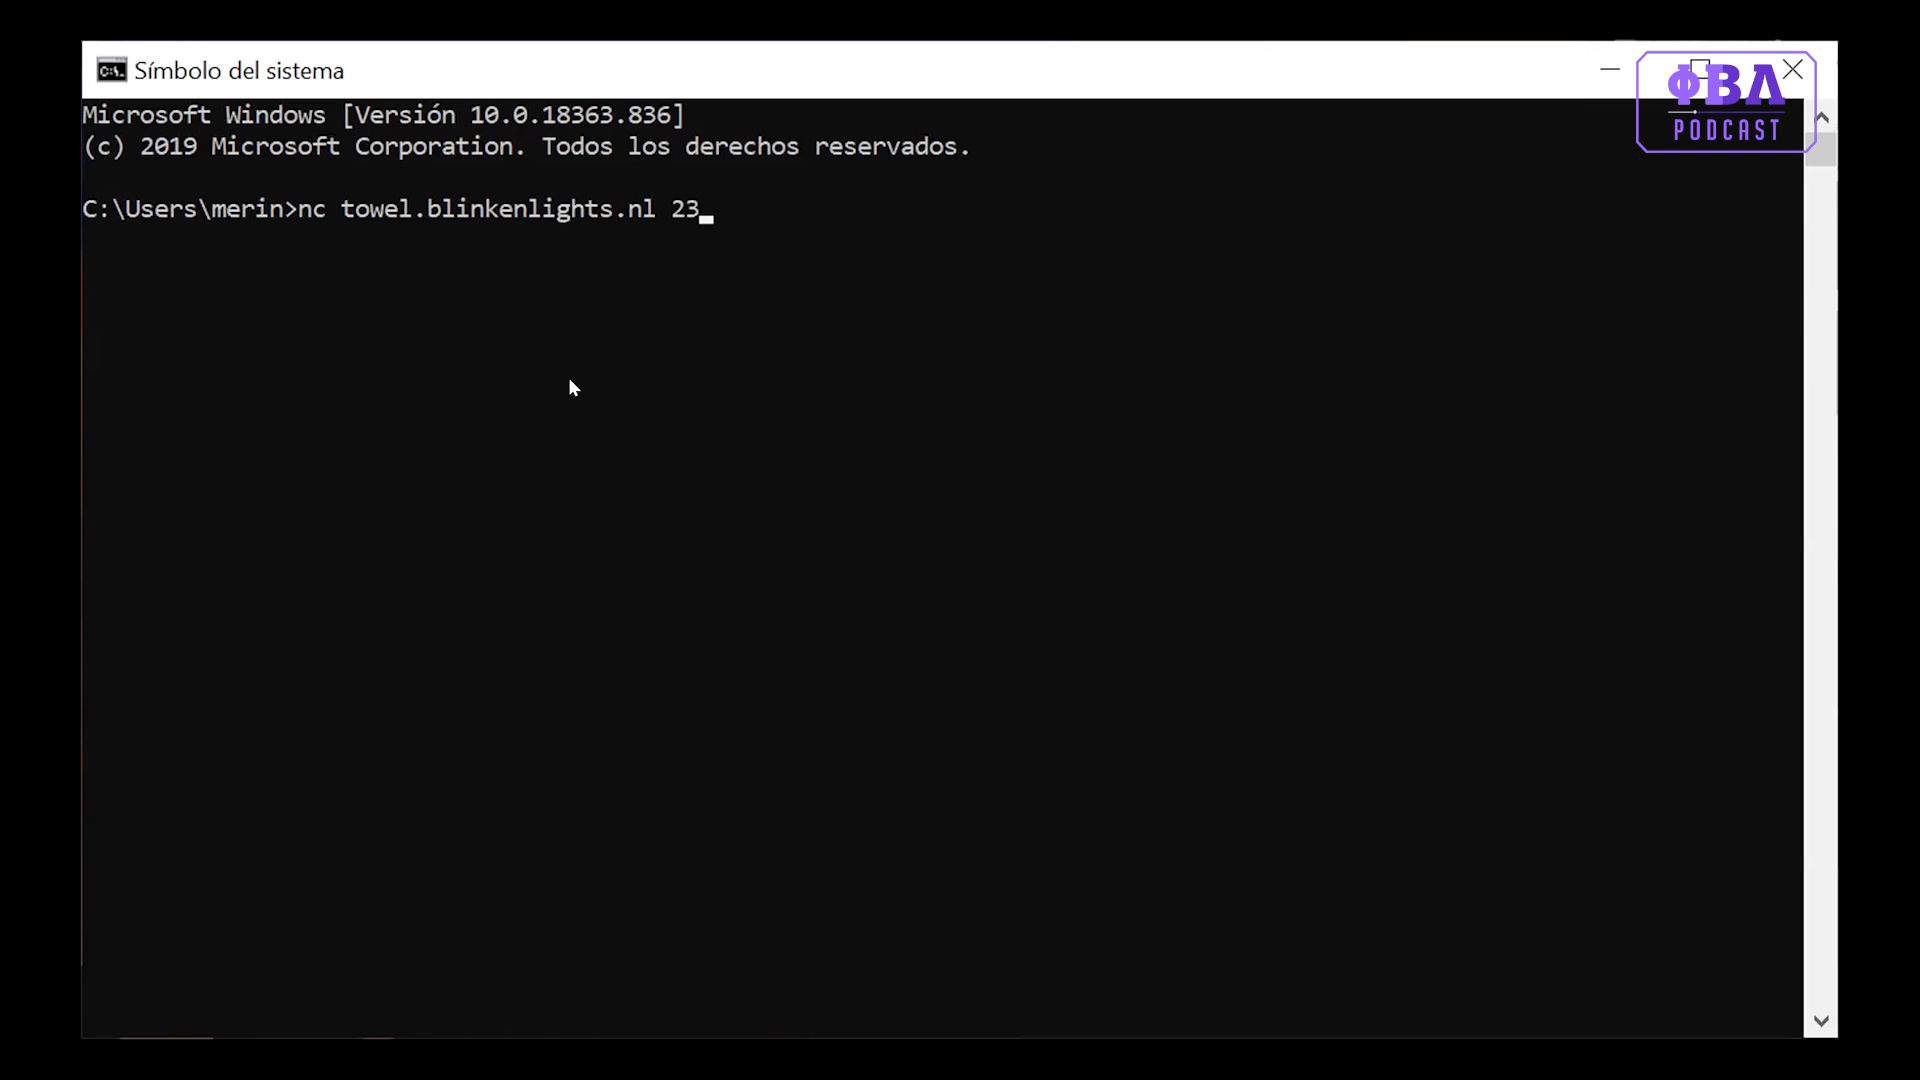 Símbolo del sistema
ΦBΛ
PODCAST
Microsoft Windows [Versión 10.0.18363.836]
(c) 2019 Microsoft Corporation. Todos los derechos reservados.
C:\Users\merin>nc towel.blinkenlights.nl 23